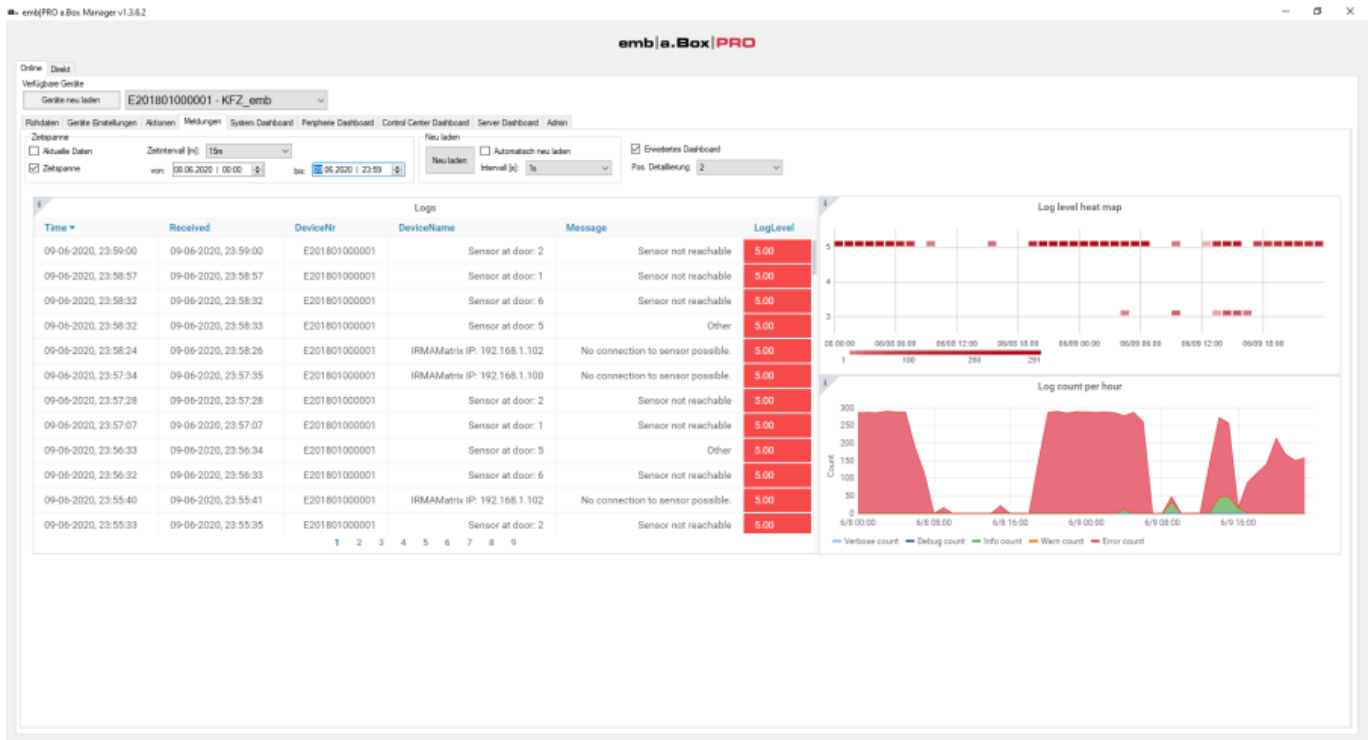 emb|PRO a.Box Manager v1.3.6.2
emb|a.Box|PRO
Online Direkt
Verfügbare Geräte
Geräte neu laden E201801000001 - KFZ_emb
Rohdaten Geräte Einstellungen Aktionen Meldungen System Dashboard Peripherie Dashboard Control Center Dashboard Server Dashboard Admin
Zeitspanne Neu laden
Aktuelle Daten Zeitintervall [m]: 15m Neu laden Automatisch neu laden Erweitertes Dashboard
Zeitspanne von: 08.06.2020 | 00:00 bis: .06.2020 | 23:59 Intervall [s]: 1s Pos. Detaillierung 2
Logs
Time Received DeviceNr DeviceName Message LogLevel
09-06-2020, 23:59:00 09-06-2020, 23:59:00 E201801000001 Sensor at door: 2 Sensor not reachable 5.00
09-06-2020, 23:58:57 09-06-2020, 23:58:57 E201801000001 Sensor at door: 1 Sensor not reachable 5.00
09-06-2020, 23:58:32 09-06-2020, 23:58:32 E201801000001 Sensor at door: 6 Sensor not reachable 5.00
09-06-2020, 23:58:32 09-06-2020, 23:58:33 E201801000001 Sensor at door: 5 Other 5.00
09-06-2020, 23:58:24 09-06-2020, 23:58:26 E201801000001 IRMAMatrix IP: 192.168.1.102 No connection to sensor possible. 5.00
09-06-2020, 23:57:34 09-06-2020, 23:57:35 E201801000001 IRMAMatrix IP: 192.168.1.100 No connection to sensor possible. 5.00
09-06-2020, 23:57:28 09-06-2020, 23:57:28 E201801000001 Sensor at door: 2 Sensor not reachable 5.00
09-06-2020, 23:57:07 09-06-2020, 23:57:07 E201801000001 Sensor at door: 1 Sensor not reachable 5.00
09-06-2020, 23:56:33 09-06-2020, 23:56:34 E201801000001 Sensor at door: 5 Other 5.00
09-06-2020, 23:56:32 09-06-2020, 23:56:33 E201801000001 Sensor at door: 6 Sensor not reachable 5.00
09-06-2020, 23:55:40 09-06-2020, 23:55:41 E201801000001 IRMAMatrix IP: 192.168.1.102 No connection to sensor possible. 5.00
09-06-2020, 23:55:33 09-06-2020, 23:55:35 E201801000001 Sensor at door: 2 Sensor not reachable 5.00
1 2 3 4 5 6 7 8 9
Log level heat map
5
4
3
08 00:00 06/08 06:00 06/08 12:00 06/08 18:00 06/09 00:00 06/09 06:00 06/09 12:00 06/09 18:00
1 100 200 291
Log count per hour
Count
300
250
200
150
100
50
0
6/8 00:00 6/8 08:00 6/8 16:00 6/9 00:00 6/9 08:00 6/9 16:00
Verbose count Debug count Info count Warn count Error count